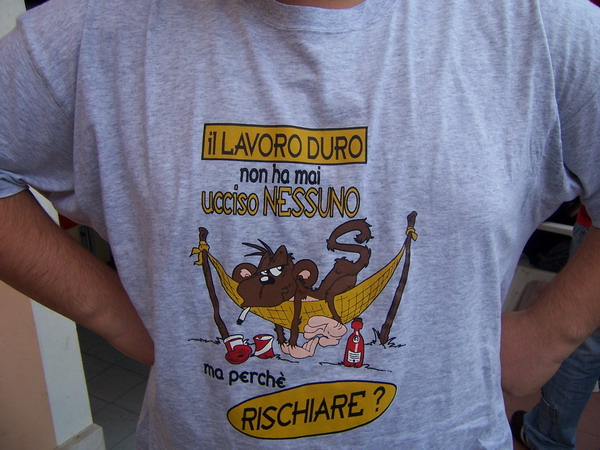 il LAVORO DURO
non ha mai
ucciso NESSUNO
ma perchè
RISCHIARE ?